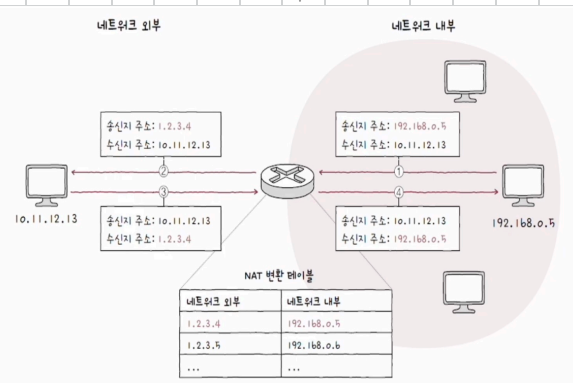 네트워크 외부
네트워크 내부
송신지 주소: 1.2.3.4
수신지 주소: 10.11.12.13
송신지 주소: 192.168.0.5
수신지 주소: 10.11.12.13
②
①
③
④
10.11.12.13
192.168.0.5
송신지 주소: 10.11.12.13
수신지 주소: 1.2.3.4
송신지 주소: 10.11.12.13
수신지 주소: 192.168.0.5
NAT 변환 테이블
네트워크 외부 네트워크 내부
1.2.3.4 192.168.0.5
1.2.3.5 192.168.0.6
... ...